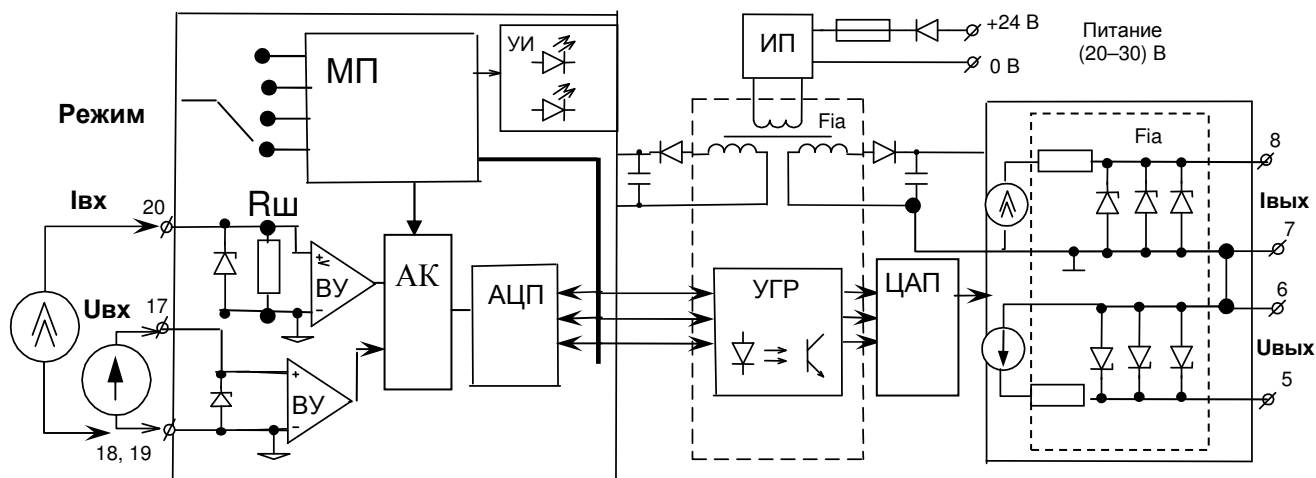 УИ
МП
ИП
+24 В
0 В
Питание
(20–30) В
Режим
Fia
Fia
8
Iвх
20
Rш
Iвых
7
+
ВУ
-
АК
АЦП
УГР
ЦАП
6
Uвх
17
Uвых
5
+
ВУ
-
18, 19